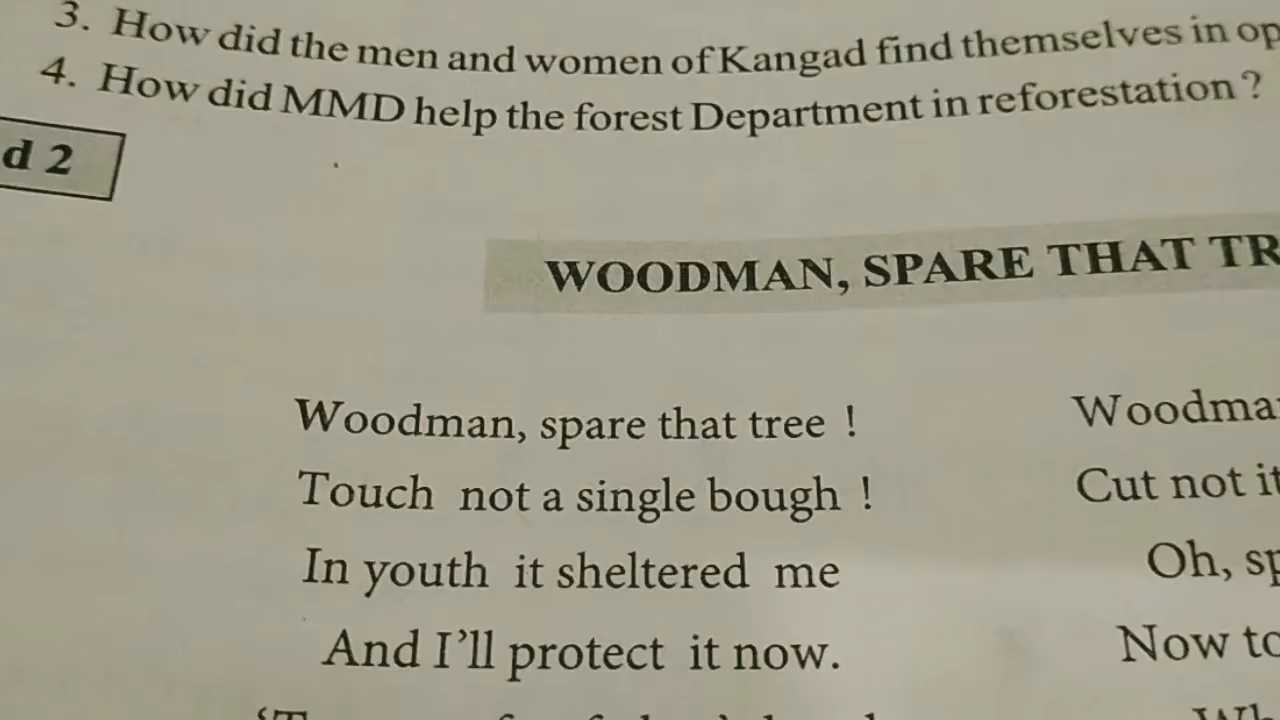 3. How did the men and women of Kangad find themselves in op
4. How did MMD help the forest Department in reforestation ?
d 2
WOODMAN, SPARE THAT TR
Woodman, spare that tree !
Touch not a single bough !
In youth it sheltered me
And I'll protect it now.
Woodma
Cut not it
Oh, sp
Now to